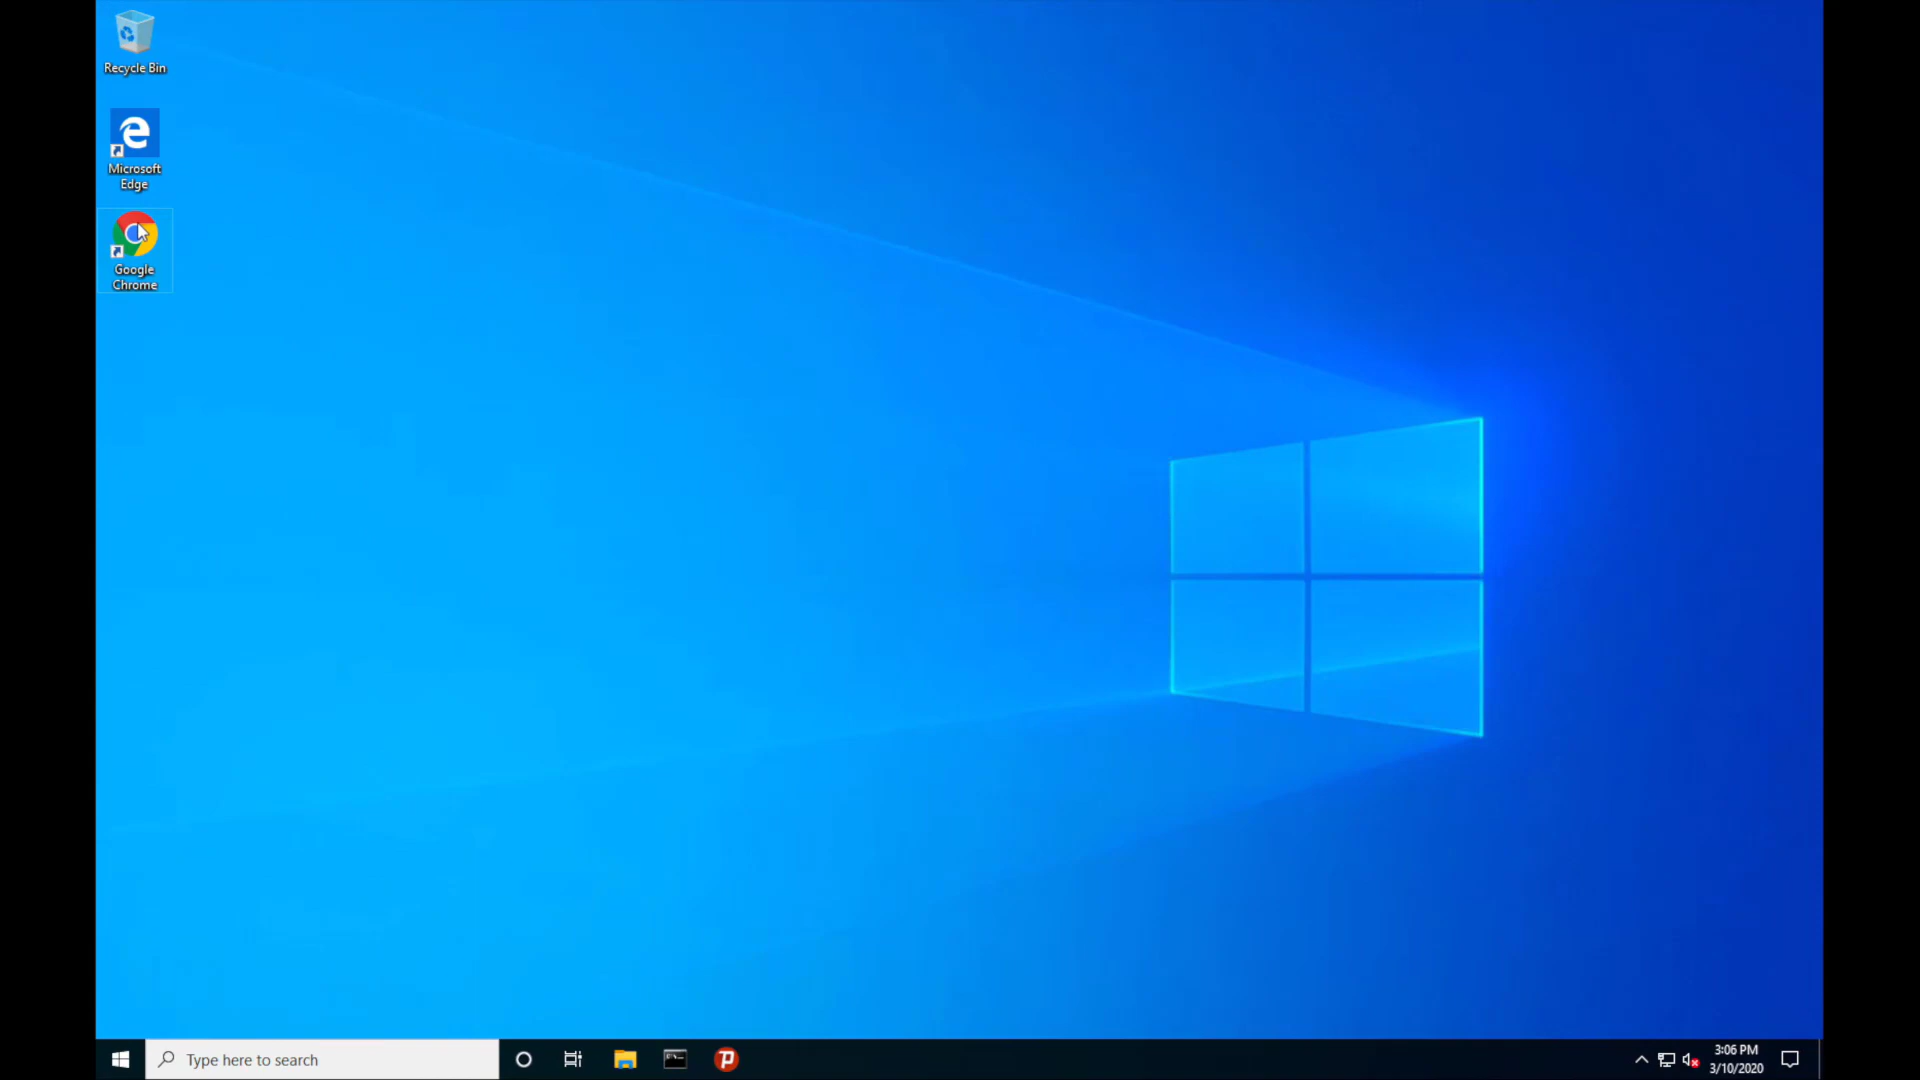 Recycle Bin
Microsoft
Edge
Google
Chrome
Type here to search
3:06 PM
3/10/2020